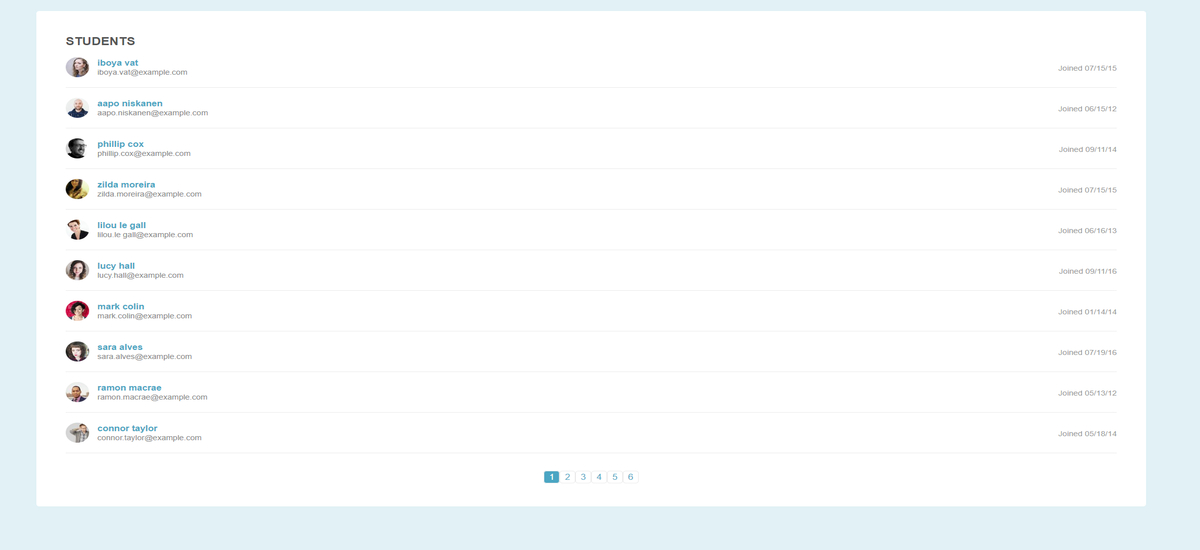 STUDENTS
iboya vat
iboya.vat@example.com
Joined 07/15/15
aapo niskanen
aapo.niskanen@example.com
Joined 06/15/12
phillip cox
phillip.cox@example.com
Joined 09/11/14
zilda moreira
zilda.moreira@example.com
Joined 07/15/15
lilou le gall
lilou.le gall@example.com
Joined 06/16/13
lucy hall
lucy.hall@example.com
Joined 09/11/16
mark colin
mark.colin@example.com
Joined 01/14/14
sara alves
sara.alves@example.com
Joined 07/19/16
ramon macrae
ramon.macrae@example.com
Joined 05/13/12
connor taylor
connor.taylor@example.com
Joined 05/18/14
1 2 3 4 5 6